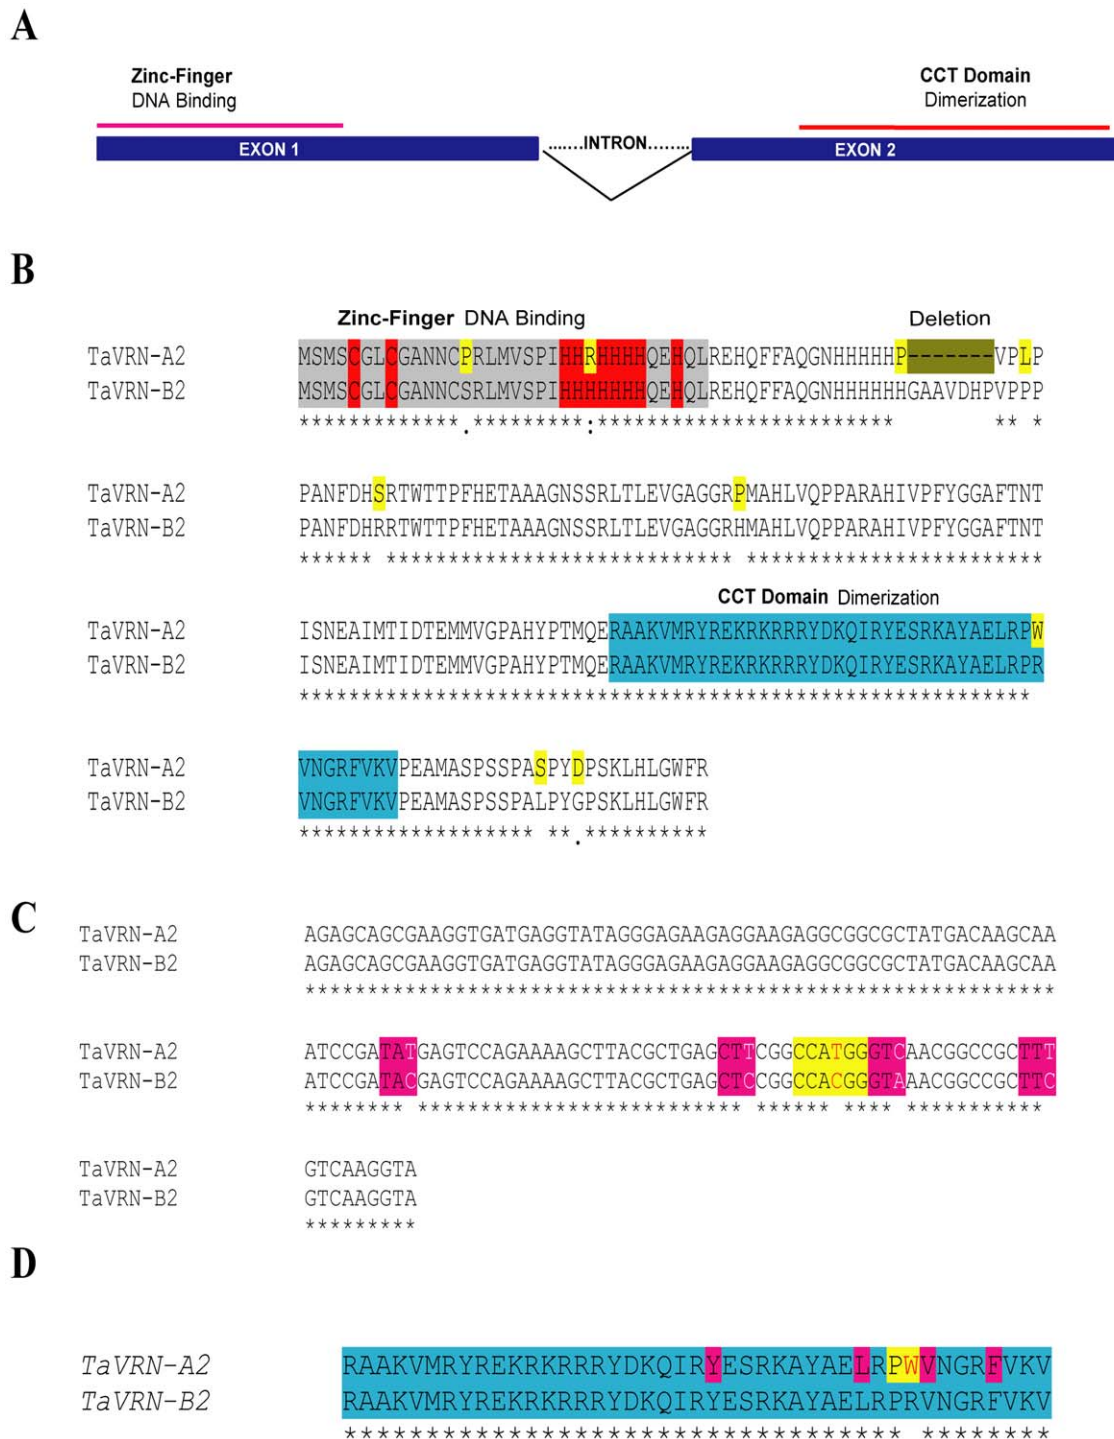 A
Zinc-Finger
DNA Binding
CCT Domain
Dimerization
EXON 1
.......INTRON........
EXON 2
B
Zinc-Finger DNA Binding
Deletion
TaVRN-A2 MSMSCGLCGANNCPRLMVSPIHHRHHHHQEHQLREHQFFAQGNHHHHHP-------VPLP
TaVRN-B2 MSMSCGLCGANNCSRLMVSPIHHHHHHHQEHQLREHQFFAQGNHHHHHHGAAVDHPVPPP
*************.*********:************************        ** *
TaVRN-A2 PANFDHSRTWTTPFHETAAAGNSSRLTLEVGAGGRPMAHLVQPPARAHIVPFYGGAFTNT
TaVRN-B2 PANFDHRRTWTTPFHETAAAGNSSRLTLEVGAGGRHMAHLVQPPARAHIVPFYGGAFTNT
****** **************************** ************************
CCT Domain Dimerization
TaVRN-A2 ISNEAIMTIDTEMMVGPAHYPTMQERAAKVMRYREKRKRRRYDKQIRYESRKAYAELRPW
TaVRN-B2 ISNEAIMTIDTEMMVGPAHYPTMQERAAKVMRYREKRKRRRYDKQIRYESRKAYAELRPR
***********************************************************
TaVRN-A2 VNGRFVKVPEAMASPSSPASPYDPSKLHLGWFR
TaVRN-B2 VNGRFVKVPEAMASPSSPALPYGPSKLHLGWFR
******************* **.**********
C
TaVRN-A2 AGAGCAGCGAAGGTGATGAGGTATAGGGAGAAGAGGAAGAGGCGGCGCTATGACAAGCAA
TaVRN-B2 AGAGCAGCGAAGGTGATGAGGTATAGGGAGAAGAGGAAGAGGCGGCGCTATGACAAGCAA
************************************************************
TaVRN-A2 ATCCGATATGAGTCCAGAAAAGCTTACGCTGAGCTTCGGCCATGGGTCAACGGCCGCTTT
TaVRN-B2 ATCCGATACGAGTCCAGAAAAGCTTACGCTGAGCTCCGGCCACGGGTAAACGGCCGCTTC
******** ************************** ****** **** ***********
TaVRN-A2 GTCAAGGTA
TaVRN-B2 GTCAAGGTA
*********
D
TaVRN-A2 RAAKVMRYREKRKRRRYDKQIRYESRKAYAELRPWVNGRFVKV
TaVRN-B2 RAAKVMRYREKRKRRRYDKQIRYESRKAYAELRPRVNGRFVKV
********************************** ********